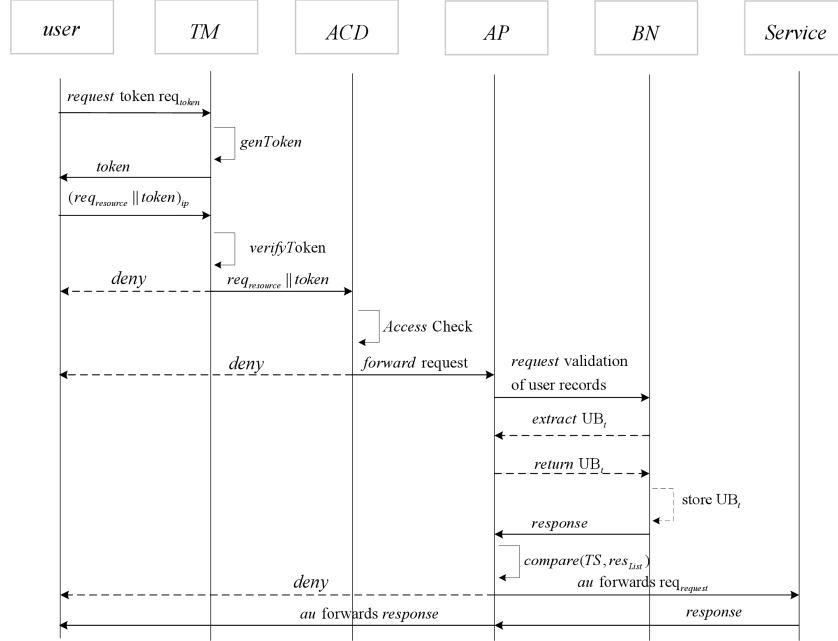 user TM ACD AP BN Service
request token req_token
genToken
token
(req_resource || token)_ip
verifyToken
deny req_resource || token
Access Check
deny forward request request validation
of user records
extract UB_t
return UB_t
store UB_t
response
compare(TS, res_List)
deny au forwards req_request
au forwards response response